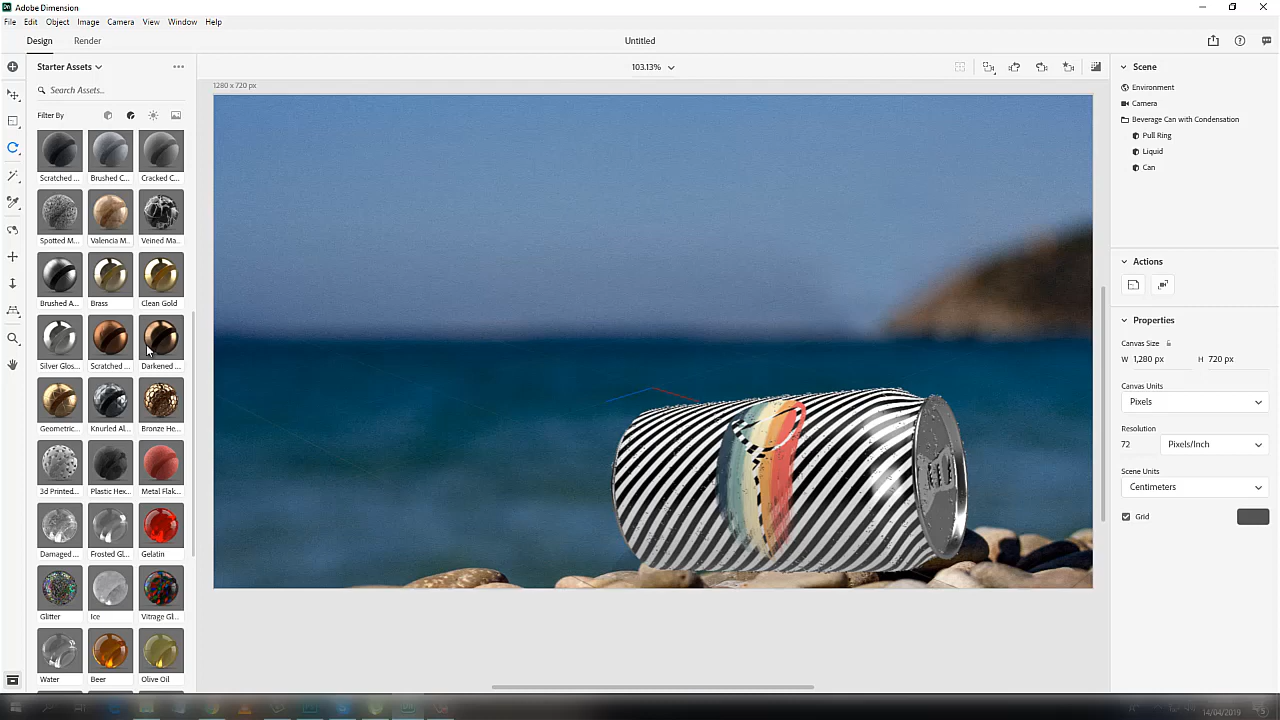 Adobe Dimension
File Edit Object Image Camera View Window Help
Design Render
Untitled
Starter Assets
103.13%
Scene
1280 x 720 px
Search Assets...
Environment
Camera
Filter By
Beverage Can with Condensation
Pull Ring
Liquid
Can
Scratched ... Brushed C... Cracked C...
Spotted M... Valencia M... Veined Ma...
Actions
Brushed A... Brass Clean Gold
Properties
Canvas Size
W 1,280 px H 720 px
Silver Glos... Scratched ... Darkened ...
Canvas Units
Pixels
Geometric... Knurled Al... Bronze He...
Resolution
72 Pixels/Inch
Scene Units
Centimeters
3d Printed... Plastic Hex... Metal Flak...
Grid
Damaged ... Frosted Gl... Gelatin
Glitter Ice Vitrage Gl...
Water Beer Olive Oil
14/04/2019